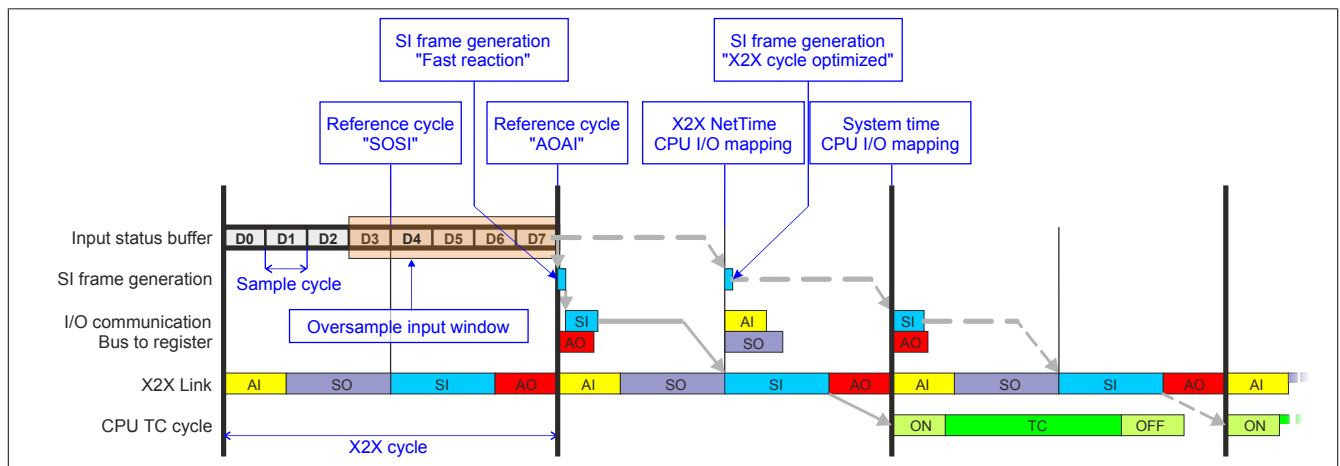 SI frame generation
"Fast reaction"
SI frame generation
"X2X cycle optimized"
Reference cycle
"SOSI"
Reference cycle
"AOAI"
X2X NetTime
CPU I/O mapping
System time
CPU I/O mapping
Input status buffer
D0 D1 D2 D3 D4 D5 D6 D7
SI frame generation
Sample cycle
Oversample input window
I/O communication
Bus to register
SI
AO
AI
SO
SI
AO
X2X Link
AI SO SI AO AI SO SI AO AI SO SI AO AI
CPU TC cycle
ON TC OFF ON
X2X cycle